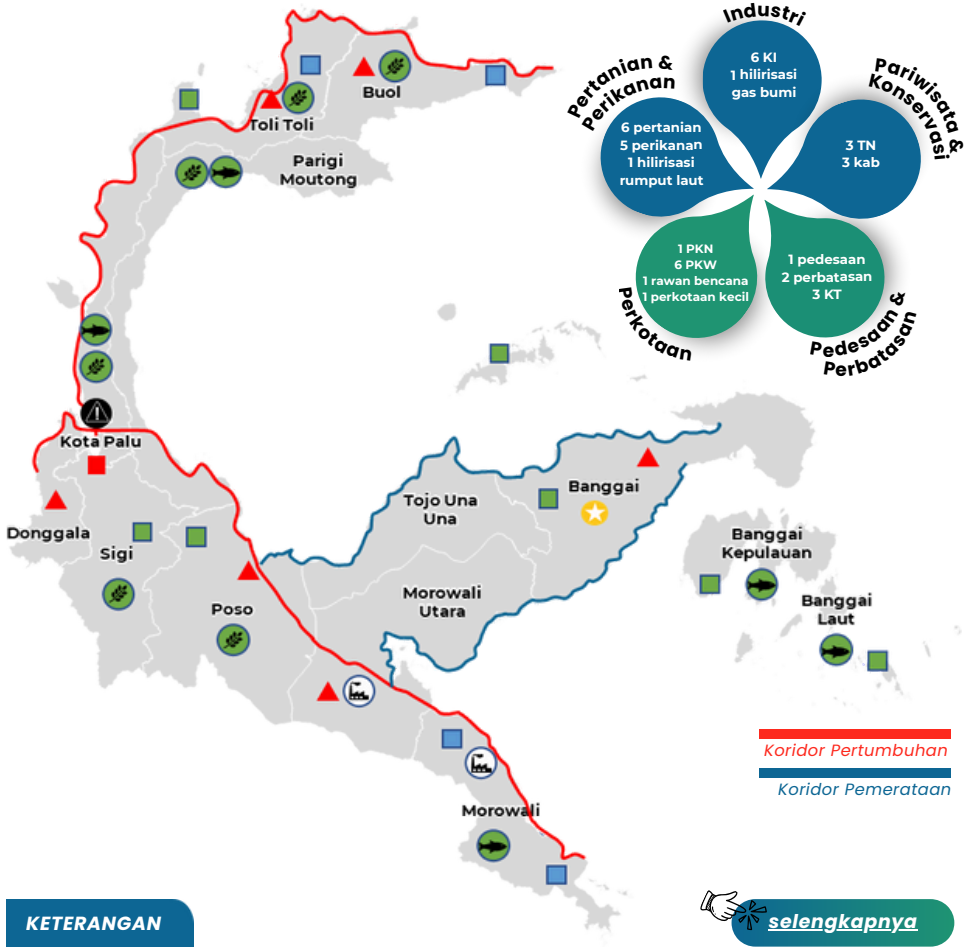 Industri
6 KI
1 hilirisasi
gas bumi
Pertanian &
Perikanan
6 pertanian
5 perikanan
1 hilirisasi
rumput laut
Pariwisata &
Konservasi
3 TN
3 kab
1 PKN
6 PKW
1 rawan bencana
1 perkotaan kecil
Perkotaan
1 pedesaan
2 perbatasan
3 KT
Pedesaan &
Perbatasan
Buol
Toli Toli
Parigi
Moutong
Kota Palu
Donggala
Sigi
Poso
Tojo Una
Una
Banggai
Morowali
Utara
Banggai
Kepulauan
Banggai
Laut
Morowali
Koridor Pertumbuhan
Koridor Pemerataan
KETERANGAN
selengkapnya